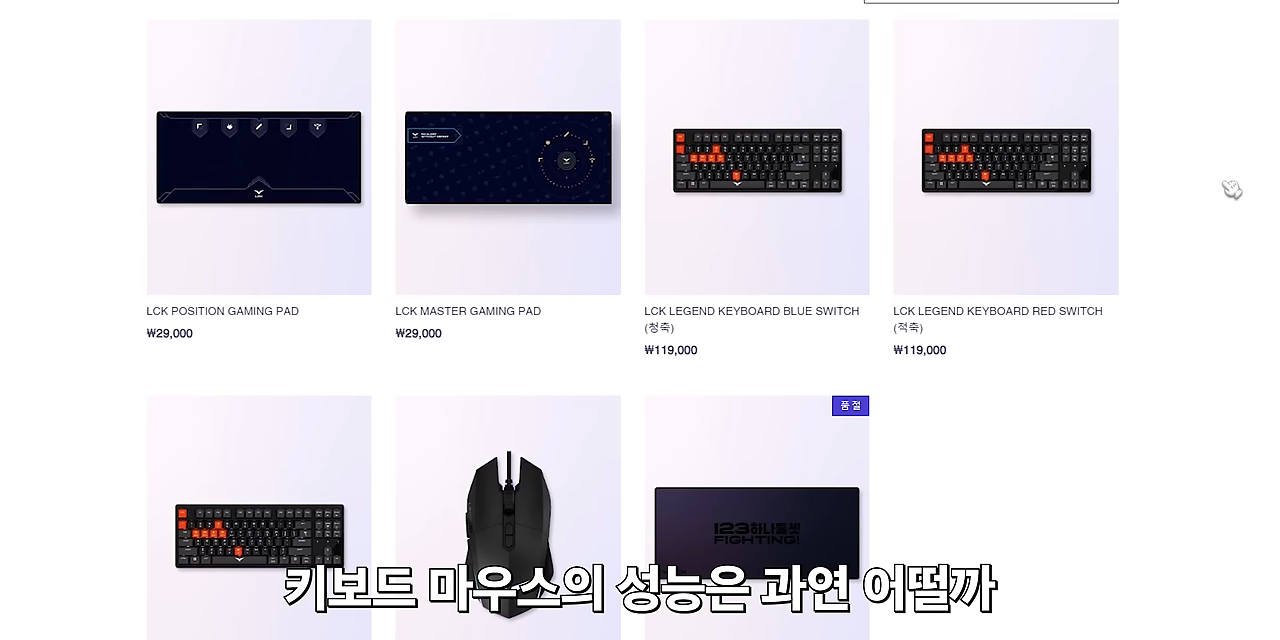 LCK POSITION GAMING PAD
₩29,000
LCK MASTER GAMING PAD
₩29,000
LCK LEGEND KEYBOARD BLUE SWITCH
(청축)
₩119,000
LCK LEGEND KEYBOARD RED SWITCH
(적축)
₩119,000
품절
123하나둘셋
FIGHTING!
키보드 마우스의 성능은 과연 어떨까